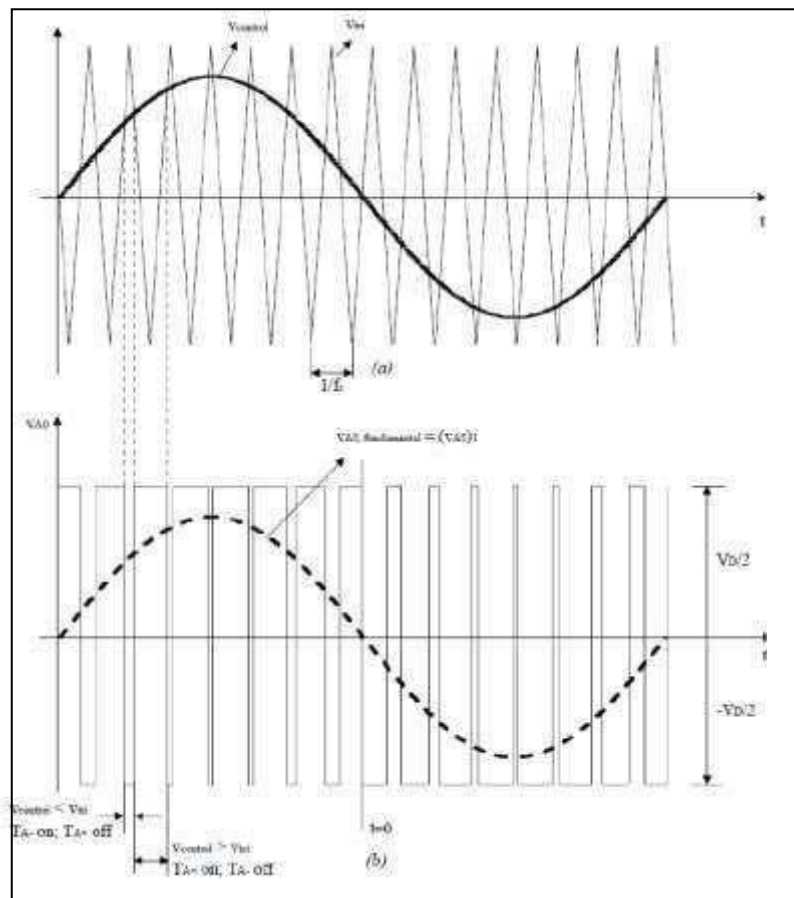 Vcontrol
Vtri
t
1/fs
(a)
VA0
VA0, fundamental = (VA0)1
VD/2
t
-VD/2
Vcontrol < Vtri
TA- on; TA+ off
t=0
Vcontrol > Vtri
TA+ on; TA- off
(b)